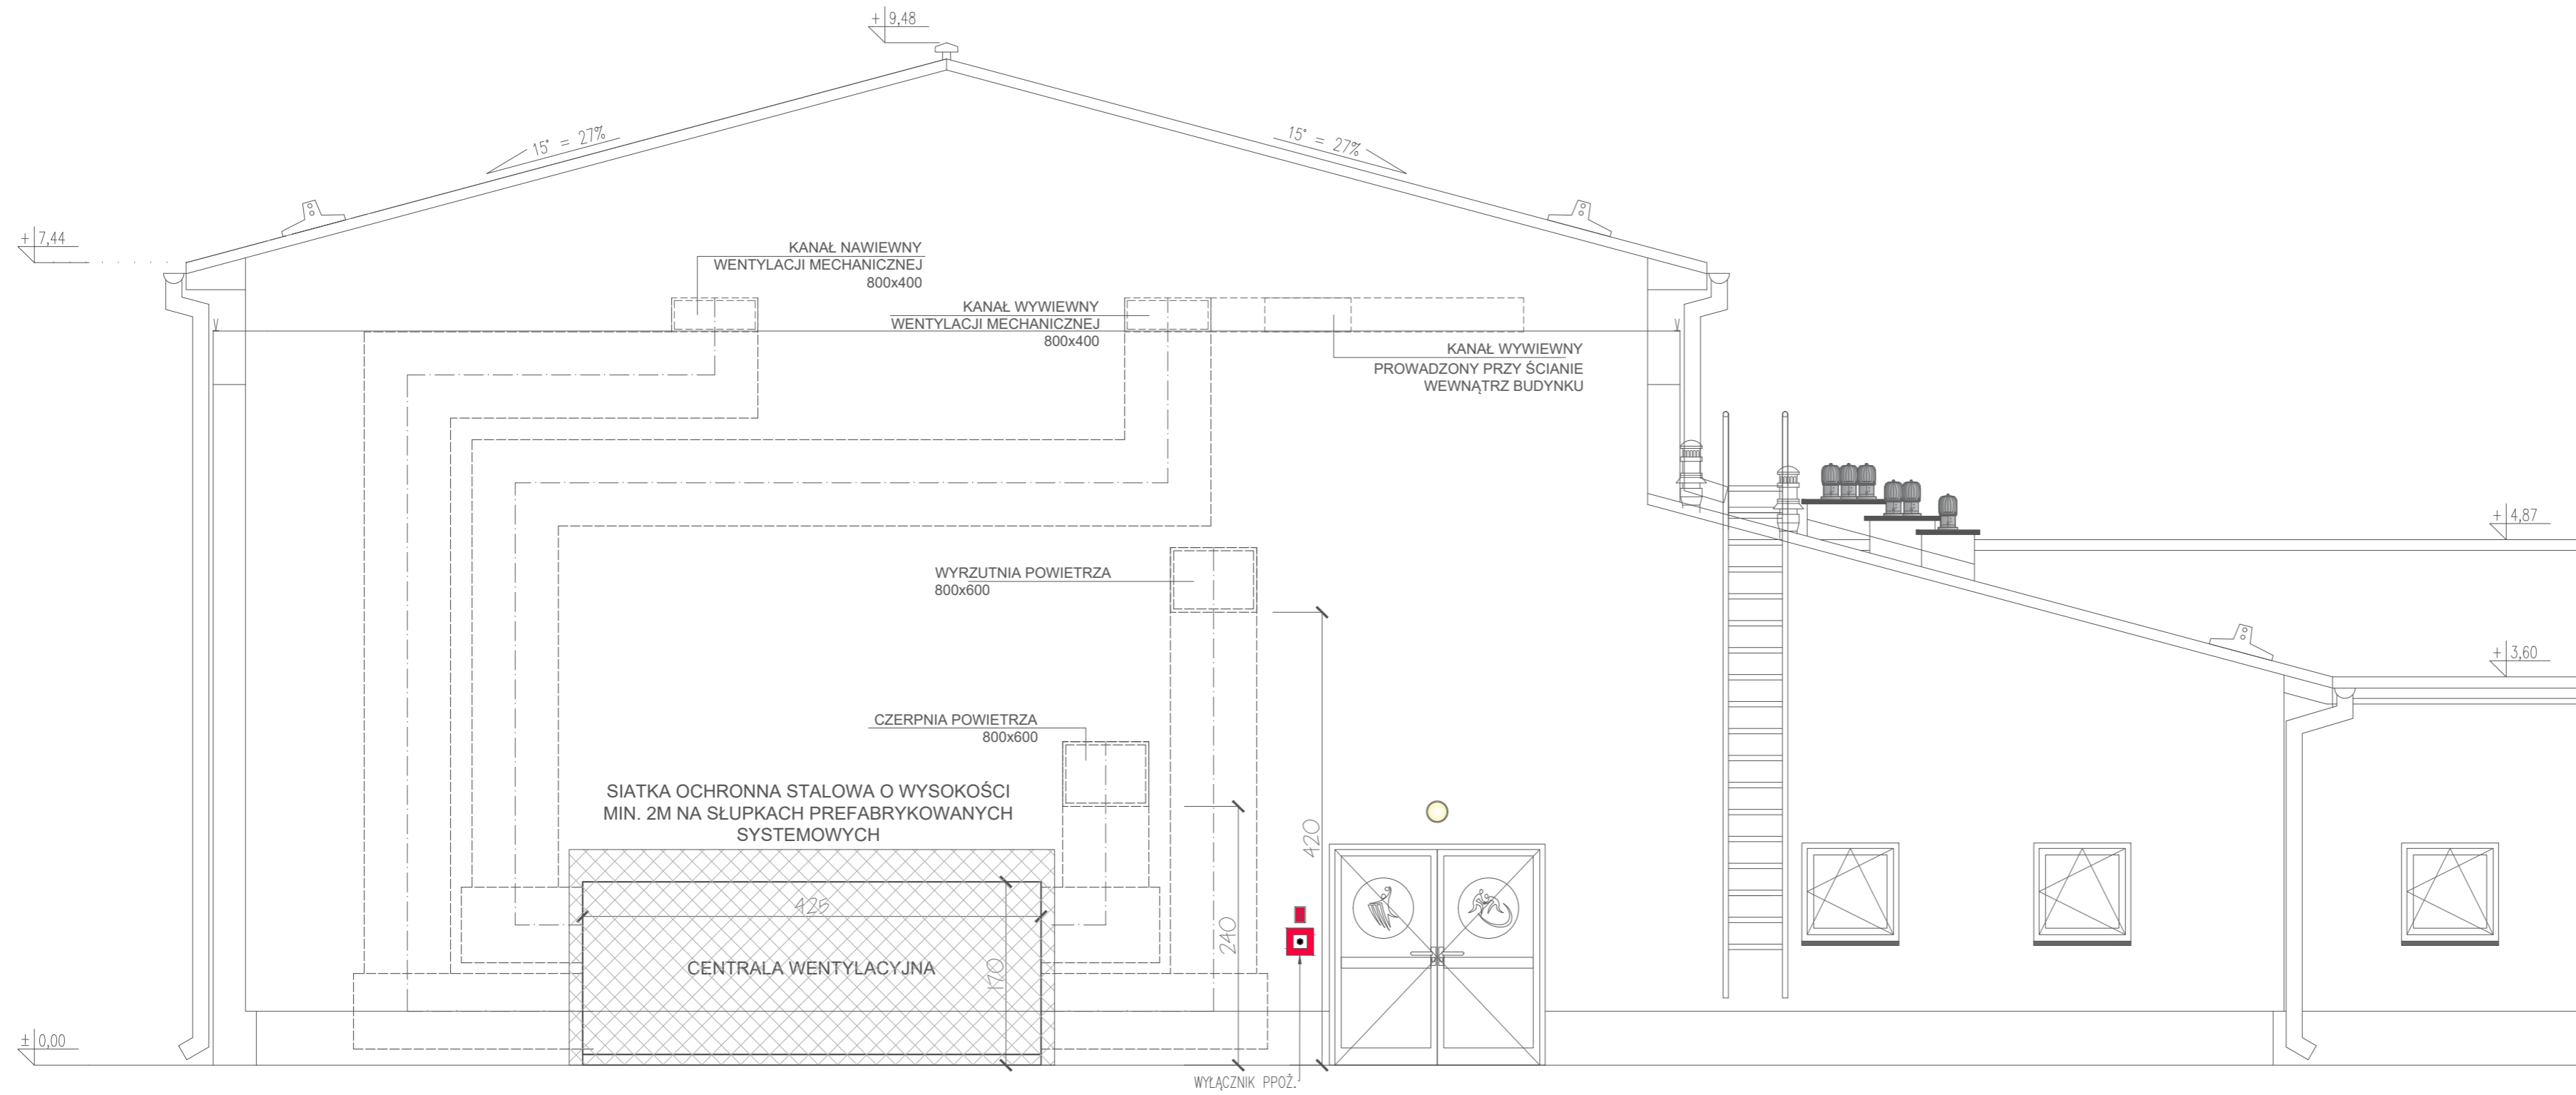 + 9,48
15° = 27%
15° = 27%
+ 7,44
KANAŁ NAWIEWNY
WENTYLACJI MECHANICZNEJ
800x400
KANAŁ WYWIEWNY
WENTYLACJI MECHANICZNEJ
800x400
KANAŁ WYWIEWNY
PROWADZONY PRZY ŚCIANIE
WEWNĄTRZ BUDYNKU
+ 4,87
WYRZUTNIA POWIETRZA
800x600
+ 3,60
CZERPNIA POWIETRZA
800x600
SIATKA OCHRONNA STALOWA O WYSOKOŚCI
MIN. 2M NA SŁUPKACH PREFABRYKOWANYCH
SYSTEMOWYCH
420
425
240
CENTRALA WENTYLACYJNA
170
± 0,00
WYŁĄCZNIK PPOŻ.